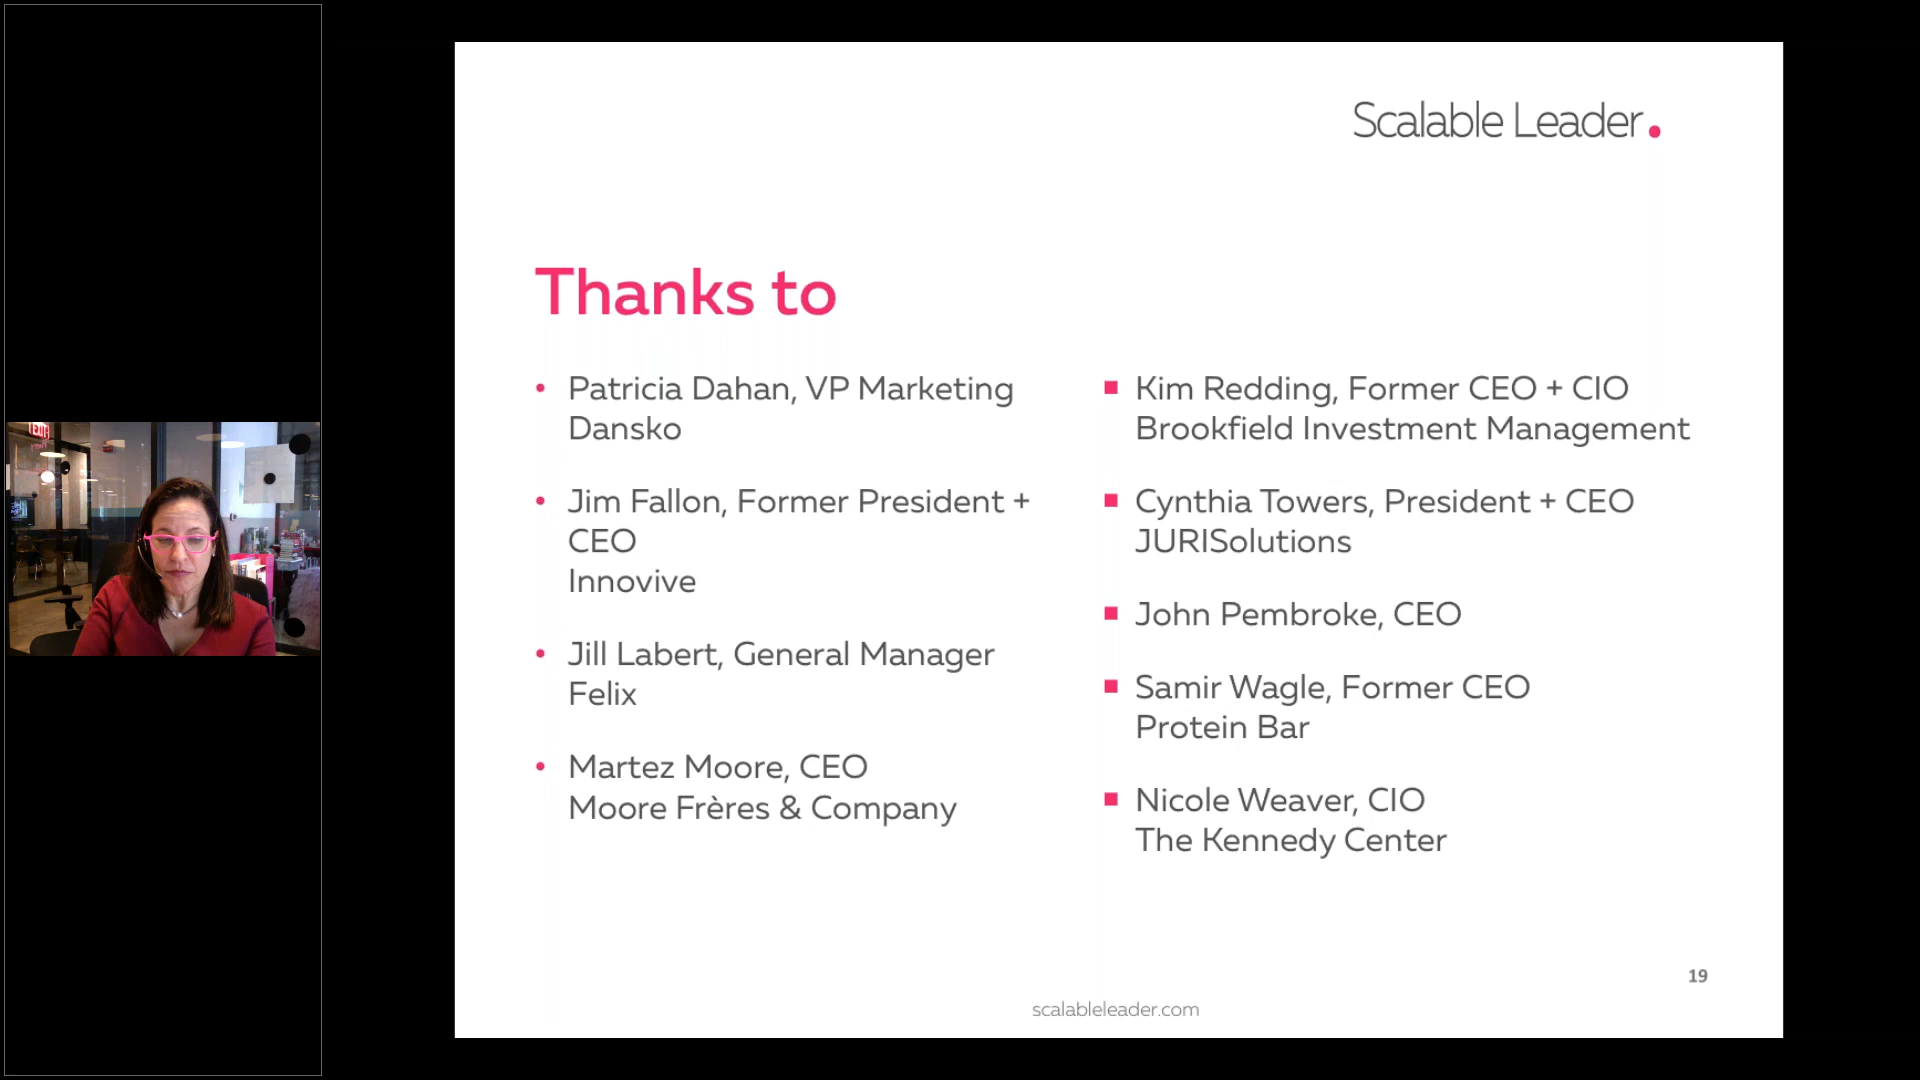 EXIT
Scalable Leader.
Thanks to
• Patricia Dahan, VP Marketing
Dansko
• Jim Fallon, Former President +
CEO
Innovive
• Jill Labert, General Manager
Felix
• Martez Moore, CEO
Moore Frères & Company
▪ Kim Redding, Former CEO + CIO
Brookfield Investment Management
▪ Cynthia Towers, President + CEO
JURISolutions
▪ John Pembroke, CEO
▪ Samir Wagle, Former CEO
Protein Bar
▪ Nicole Weaver, CIO
The Kennedy Center
19
scalableleader.com